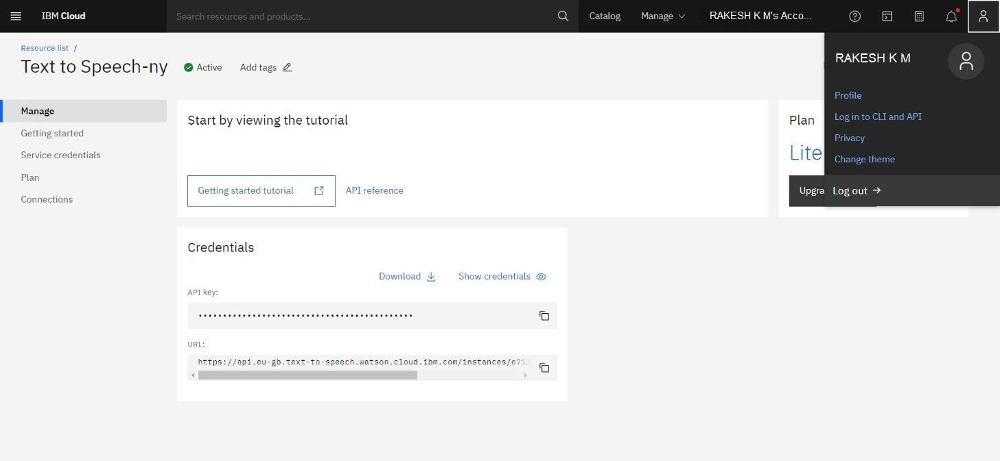 IBM Cloud
Search resources and products...
Catalog
Manage
RAKESH K M's Acco...
Resource list /
Text to Speech-ny
Active
Add tags
RAKESH K M
Profile
Log in to CLI and API
Privacy
Change theme
Log out →
Manage
Getting started
Service credentials
Plan
Connections
Start by viewing the tutorial
Getting started tutorial
API reference
Plan
Lite
Upgra
Credentials
Download
Show credentials
API key:
•••••••••••••••••••••••••••••••••••••••••••
URL:
https://api.eu-gb.text-to-speech.watson.cloud.ibm.com/instances/e713